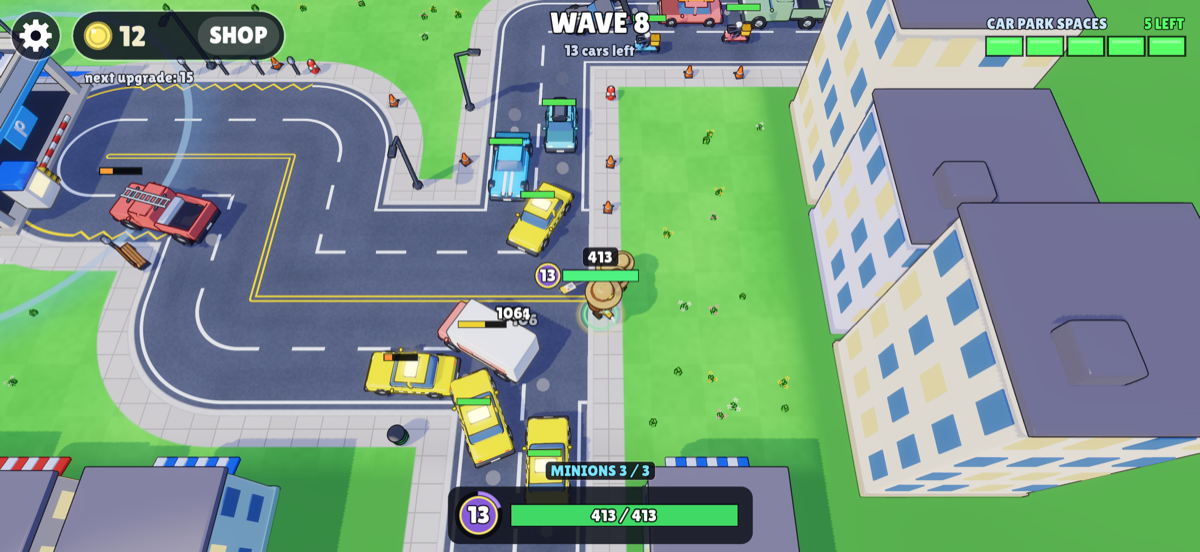 12
SHOP
next upgrade: 15
WAVE 8
13 cars left
CAR PARK SPACES
5 LEFT
P
413
13
1064
MINIONS 3 / 3
13
413/413